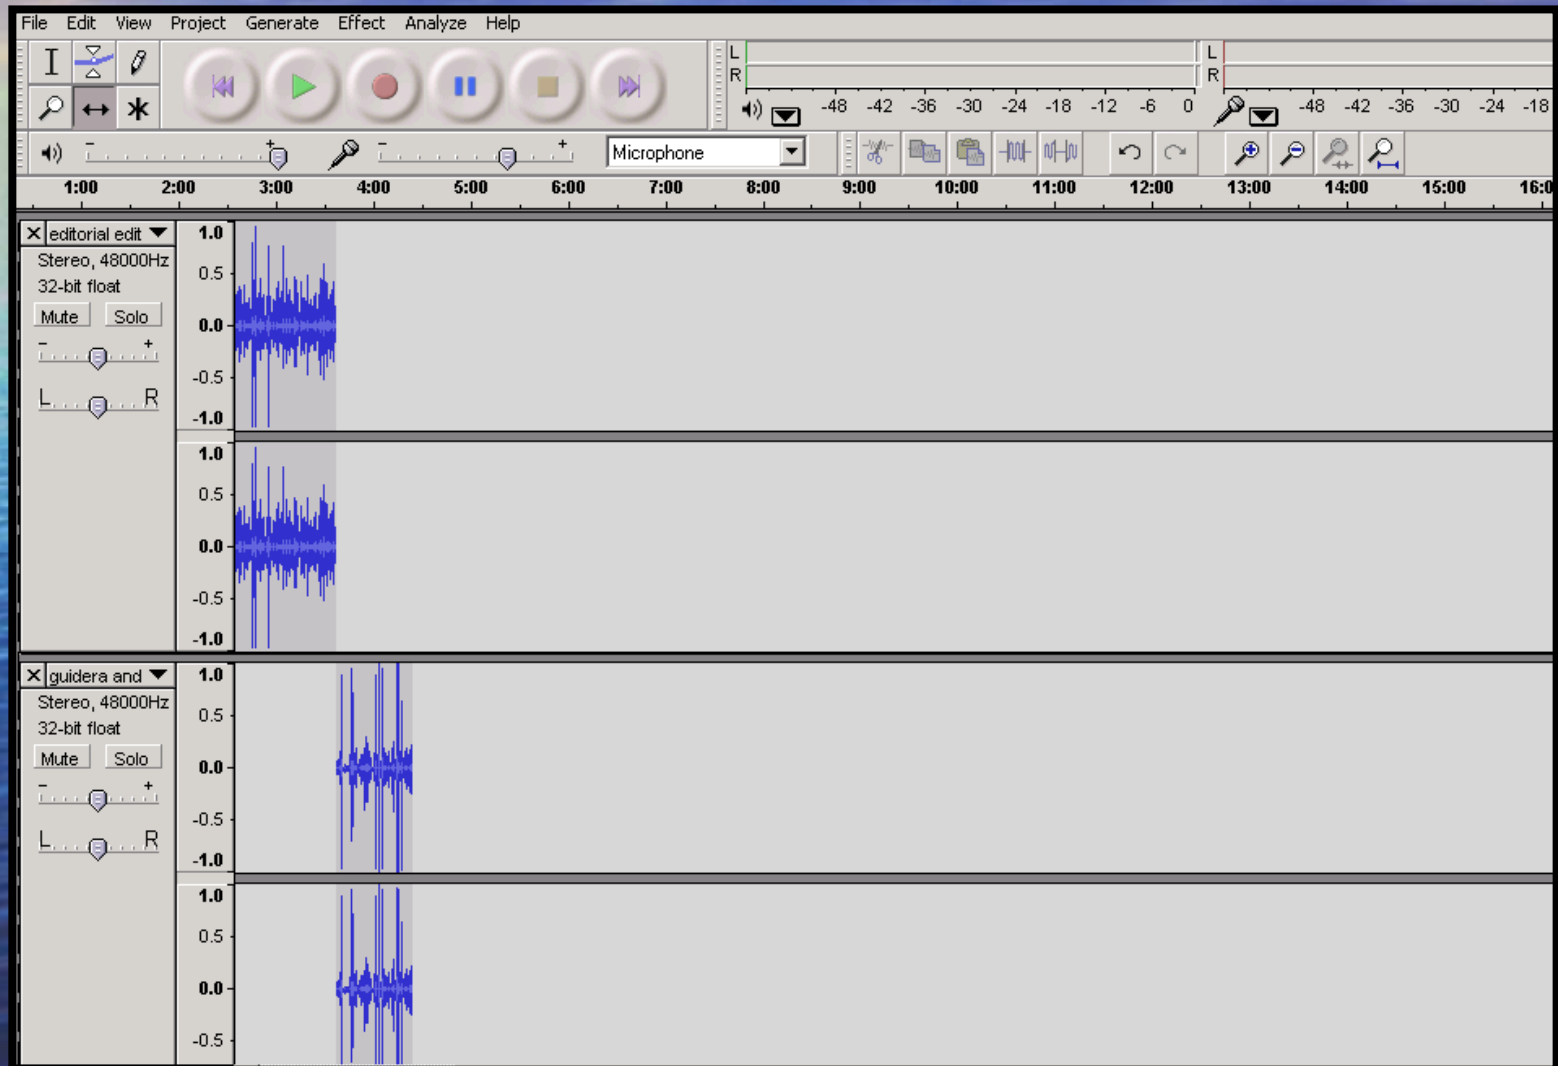 File Edit View Project Generate Effect Analyze Help
L
R
-48 -42 -36 -30 -24 -18 -12 -6 0
L
R
-48 -42 -36 -30 -24 -18
- +
- +
Microphone
1:00 2:00 3:00 4:00 5:00 6:00 7:00 8:00 9:00 10:00 11:00 12:00 13:00 14:00 15:00 16:0
editorial edit
Stereo, 48000Hz
32-bit float
Mute Solo
- +
L R
1.0
0.5
0.0
-0.5
-1.0
1.0
0.5
0.0
-0.5
-1.0
guidera and
Stereo, 48000Hz
32-bit float
Mute Solo
- +
L R
1.0
0.5
0.0
-0.5
-1.0
1.0
0.5
0.0
-0.5